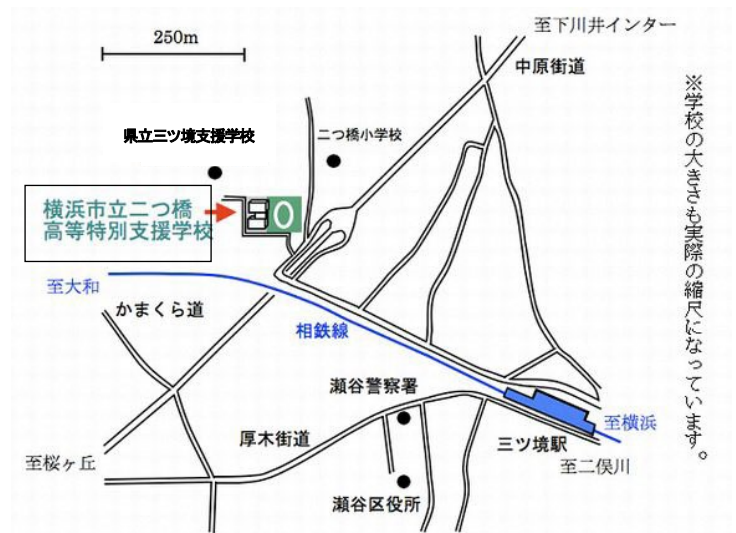 250m
至下川井インター
中原街道
県立三ツ境支援学校
二つ橋小学校
横浜市立二つ橋
高等特別支援学校
至大和
かまくら道
相鉄線
瀬谷警察署
厚木街道
至桜ヶ丘
瀬谷区役所
三ツ境駅
至横浜
至二俣川
※学校の大きさも実際の縮尺になっています。